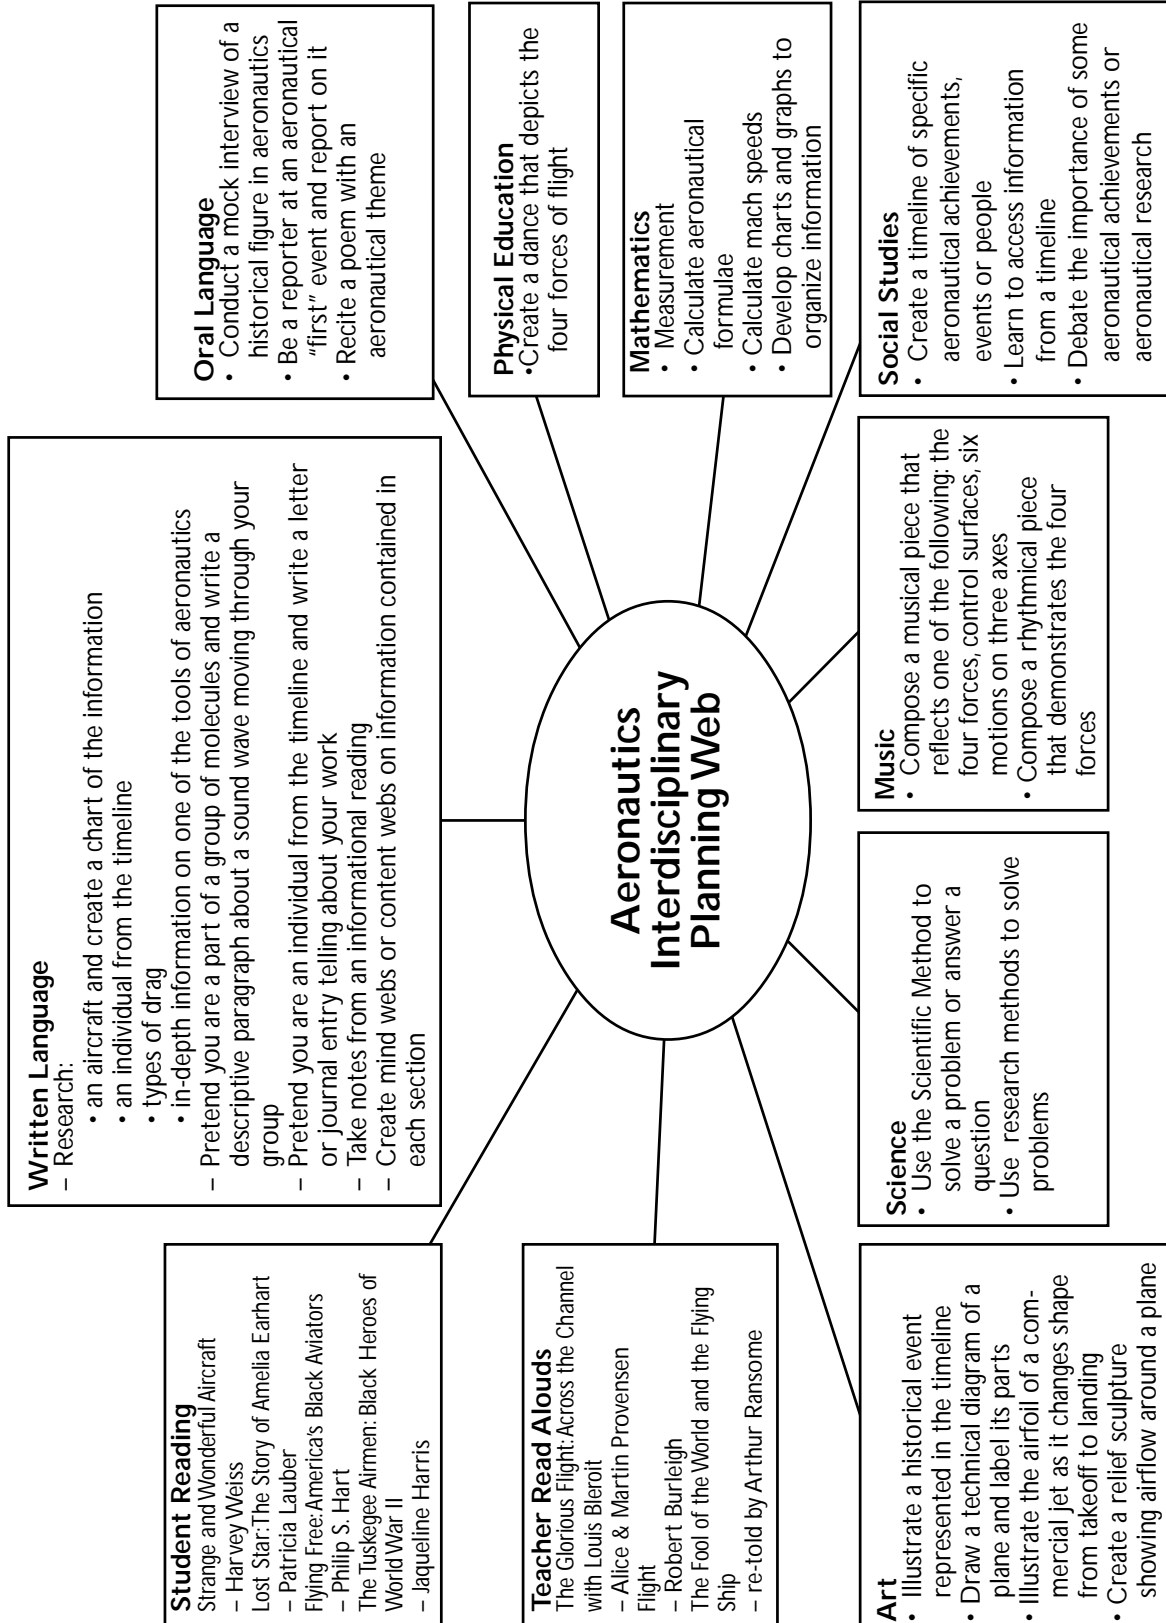 Aeronautics
Interdisciplinary
Planning Web
Student Reading
Strange and Wonderful Aircraft
– Harvey Weiss
Lost Star: The Story of Amelia Earhart
– Patricia Lauber
Flying Free: America's Black Aviators
– Philip S. Hart
The Tuskegee Airmen: Black Heroes of
World War II
– Jaqueline Harris
Written Language
– Research:
• an aircraft and create a chart of the information
• an individual from the timeline
• types of drag
• in-depth information on one of the tools of aeronautics
– Pretend you are a part of a group of molecules and write a
descriptive paragraph about a sound wave moving through your
group
– Pretend you are an individual from the timeline and write a letter
or journal entry telling about your work
– Take notes from an informational reading
– Create mind webs or content webs on information contained in
each section
Oral Language
• Conduct a mock interview of a
historical figure in aeronautics
• Be a reporter at an aeronautical
"first" event and report on it
• Recite a poem with an
aeronautical theme
Teacher Read Alouds
The Glorious Flight: Across the Channel
with Louis Bleroit
– Alice & Martin Provensen
Flight
– Robert Burleigh
The Fool of the World and the Flying
Ship
– re-told by Arthur Ransome
Physical Education
•Create a dance that depicts the
four forces of flight
Mathematics
• Measurement
• Calculate aeronautical
formulae
• Calculate mach speeds
• Develop charts and graphs to
organize information
Art
• Illustrate a historical event
represented in the timeline
• Draw a technical diagram of a
plane and label its parts
• Illustrate the airfoil of a com-
mercial jet as it changes shape
from takeoff to landing
• Create a relief sculpture
showing airflow around a plane
Science
• Use the Scientific Method to
solve a problem or answer a
question
• Use research methods to solve
problems
Music
• Compose a musical piece that
reflects one of the following: the
four forces, control surfaces, six
motions on three axes
• Compose a rhythmical piece
that demonstrates the four
forces
Social Studies
• Create a timeline of specific
aeronautical achievements,
events or people
• Learn to access information
from a timeline
• Debate the importance of some
aeronautical achievements or
aeronautical research